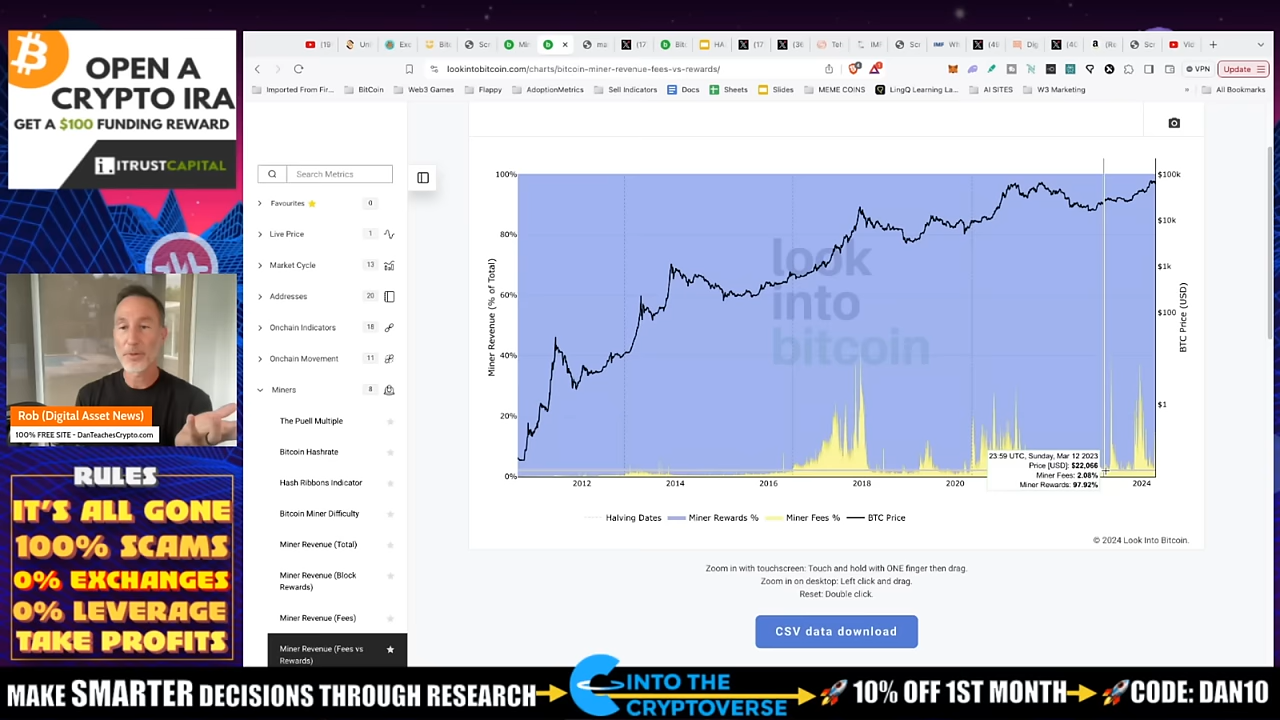 OPEN A
CRYPTO IRA
GET A $100 FUNDING REWARD
ITRUSTCAPITAL
Rob (Digital Asset News)
100% FREE SITE - DanTeachesCrypto.com
RULES
IT'S ALL GONE
100% SCAMS
0% EXCHANGES
0% LEVERAGE
TAKE PROFITS
lookintobitcoin.com/charts/bitcoin-miner-revenue-fees-vs-rewards/
VPN
Update
Imported From Fir...
BitCoin
Web3 Games
Flappy
AdoptionMetrics
Sell Indicators
Docs
Sheets
Slides
MEME COINS
LingQ Learning La...
AI SITES
W3 Marketing
»
All Bookmarks
Search Metrics
Favourites 0
Live Price 1
Market Cycle 13
Addresses 20
Onchain Indicators 18
Onchain Movement 11
Miners 8
The Puell Multiple
Bitcoin Hashrate
Hash Ribbons Indicator
Bitcoin Miner Difficulty
Miner Revenue (Total)
Miner Revenue (Block
Rewards)
Miner Revenue (Fees)
Miner Revenue (Fees vs
Rewards)
100%
80%
60%
40%
20%
0%
Miner Revenue (% of Total)
look
into
bitcoin
$100k
$10k
$1k
$100
$1
BTC Price (USD)
23:59 UTC, Sunday, Mar 12 2023
Price [USD]: $22,066
Miner Fees: 2.08%
Miner Rewards: 97.92%
2012
2014
2016
2018
2020
2024
Halving Dates
Miner Rewards %
Miner Fees %
BTC Price
© 2024 Look Into Bitcoin.
Zoom in with touchscreen: Touch and hold with ONE finger then drag.
Zoom in on desktop: Left click and drag.
Reset: Double click.
CSV data download
MAKE SMARTER DECISIONS THROUGH RESEARCH
INTO THE
CRYPTOVERSE
10% OFF 1ST MONTH
CODE: DAN10